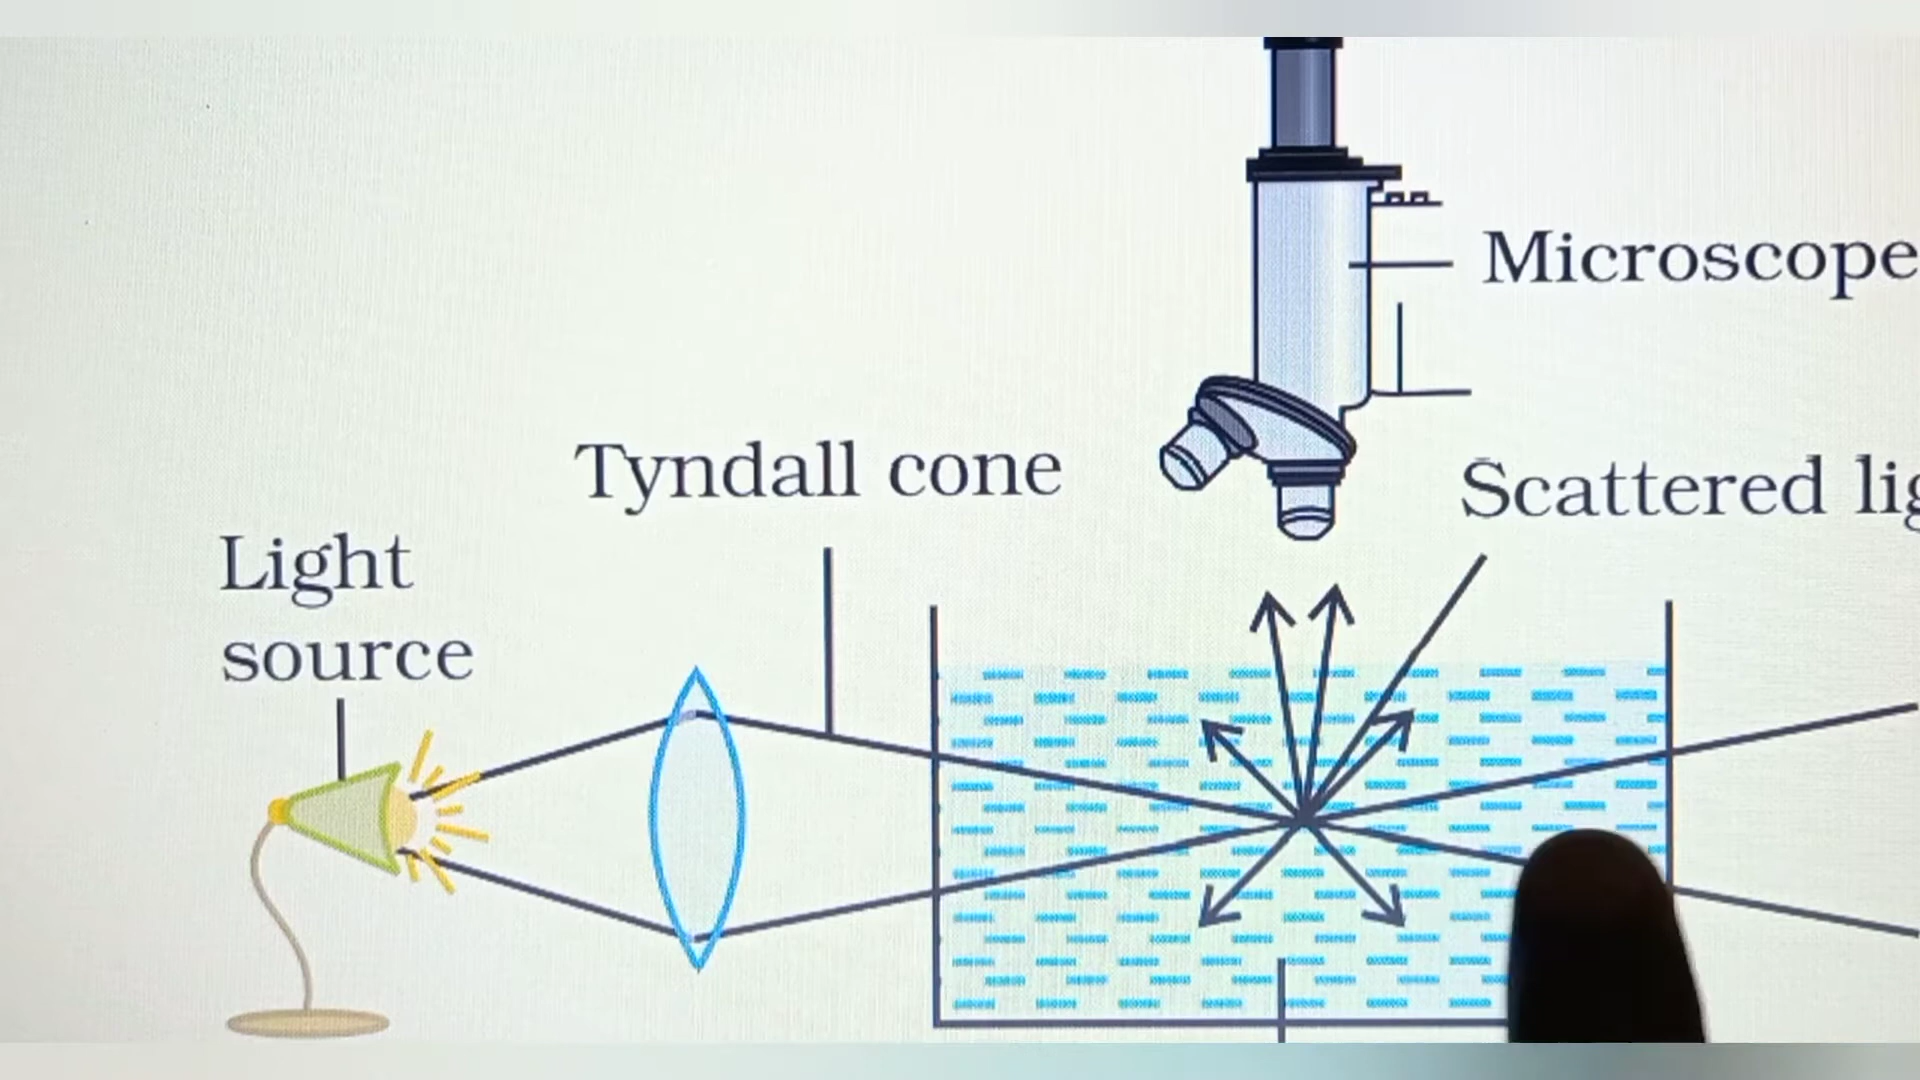 Microscope
Tyndall cone
Scattered
Light
source